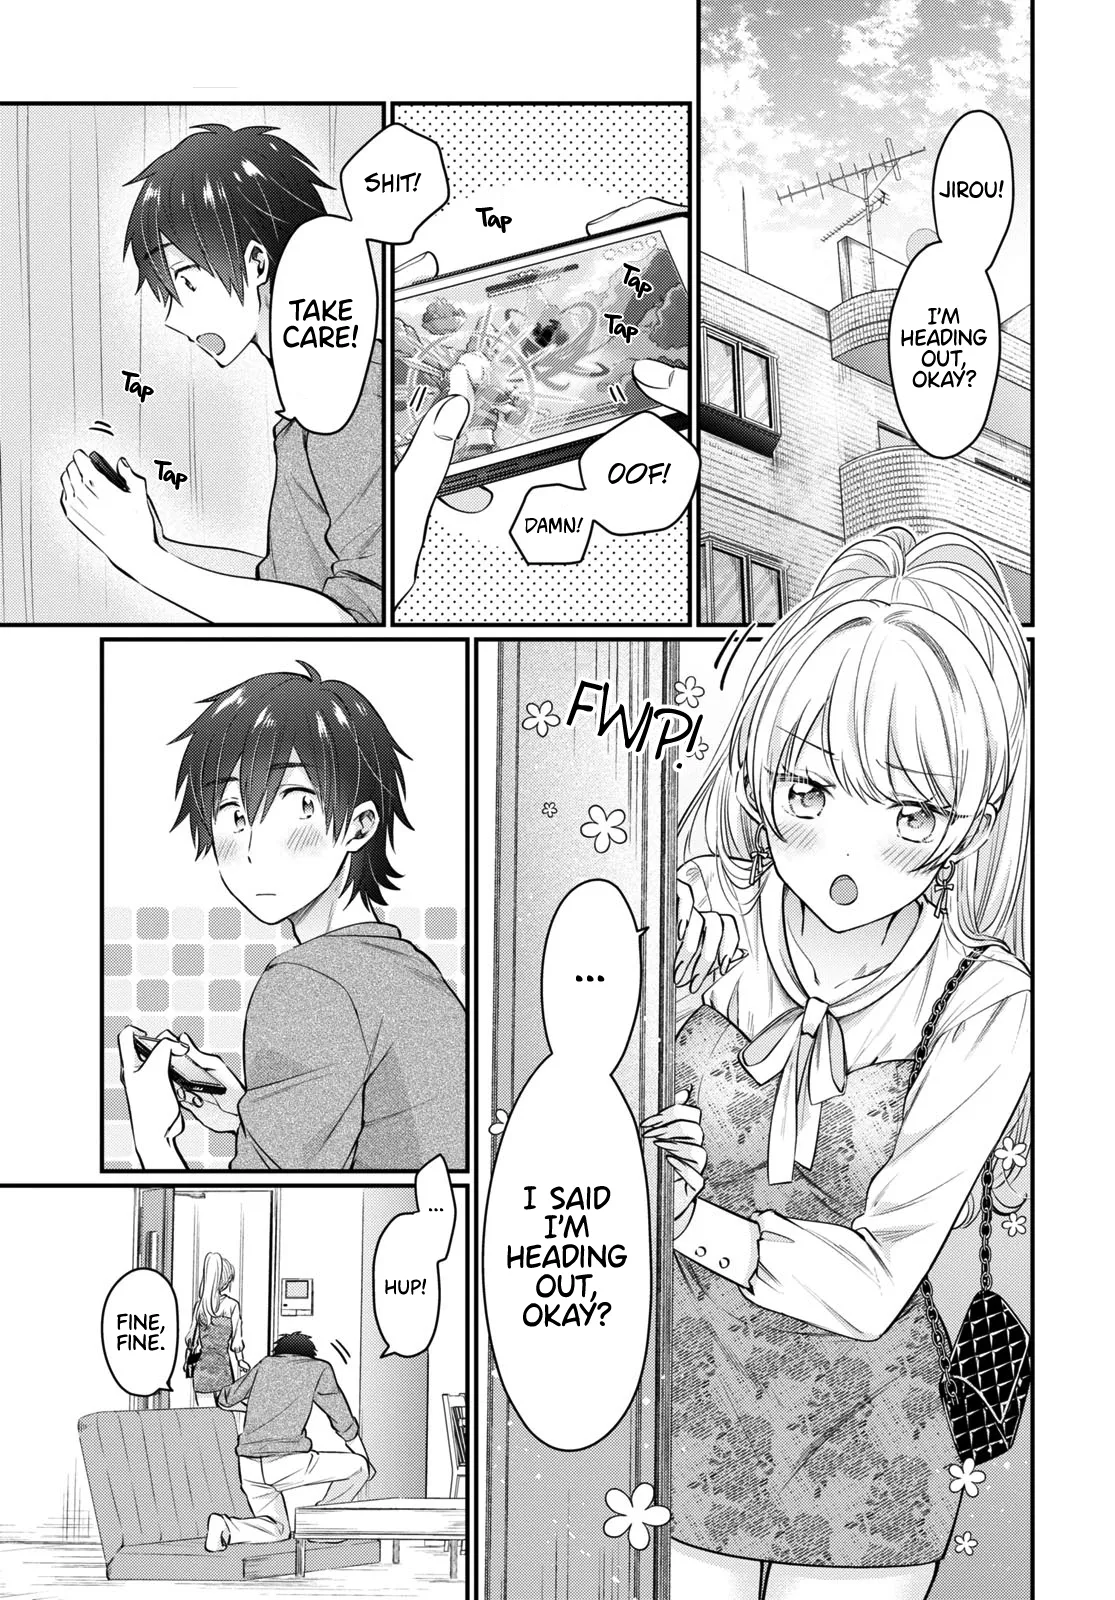 JIROU!
I'M
HEADING
OUT,
OKAY?
TAP
TAP
TAP
OOF!
DAMN!
SHIT!
TAKE
CARE!
TAP
TAP
FWIP!
...
I SAID
I'M
HEADING
OUT,
OKAY?
...
HUP!
FINE,
FINE.